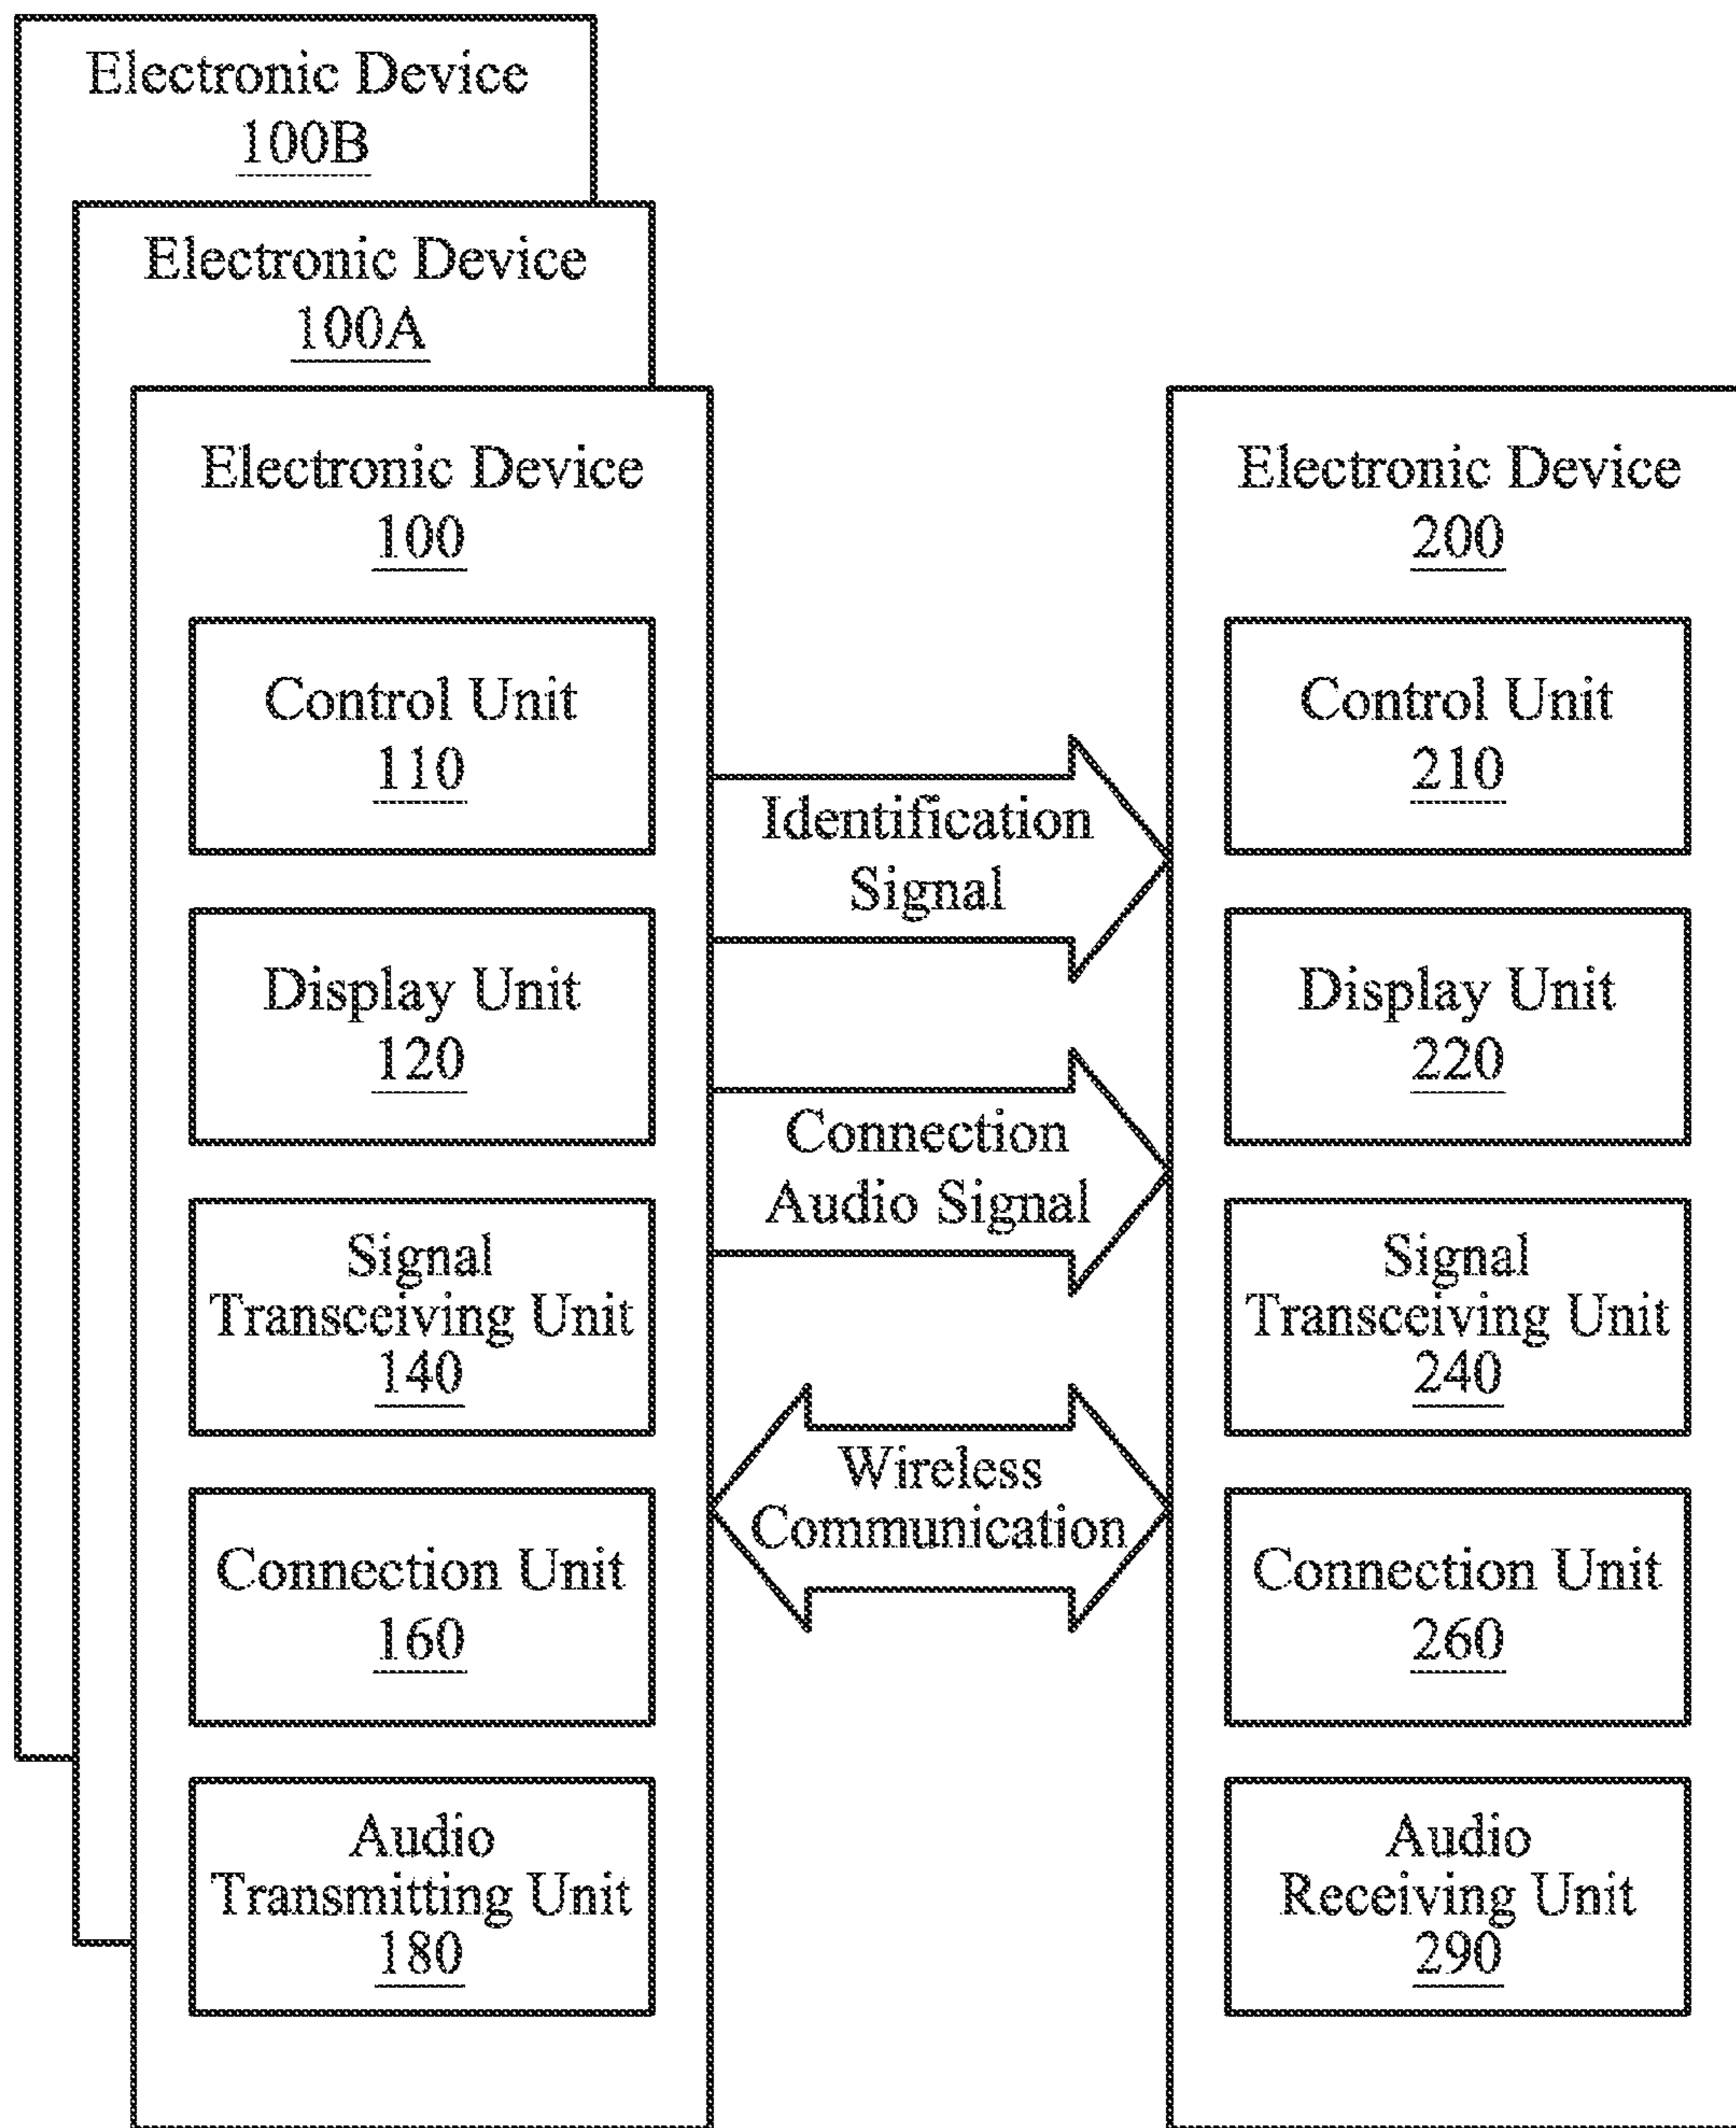 Electronic Device
100B
Electronic Device
100A
Electronic Device
100
Control Unit
110
Display Unit
120
Signal
Transceiving Unit
140
Connection Unit
160
Audio
Transmitting Unit
180
Identification
Signal
Connection
Audio Signal
Wireless
Communication
Electronic Device
200
Control Unit
210
Display Unit
220
Signal
Transceiving Unit
240
Connection Unit
260
Audio
Receiving Unit
290